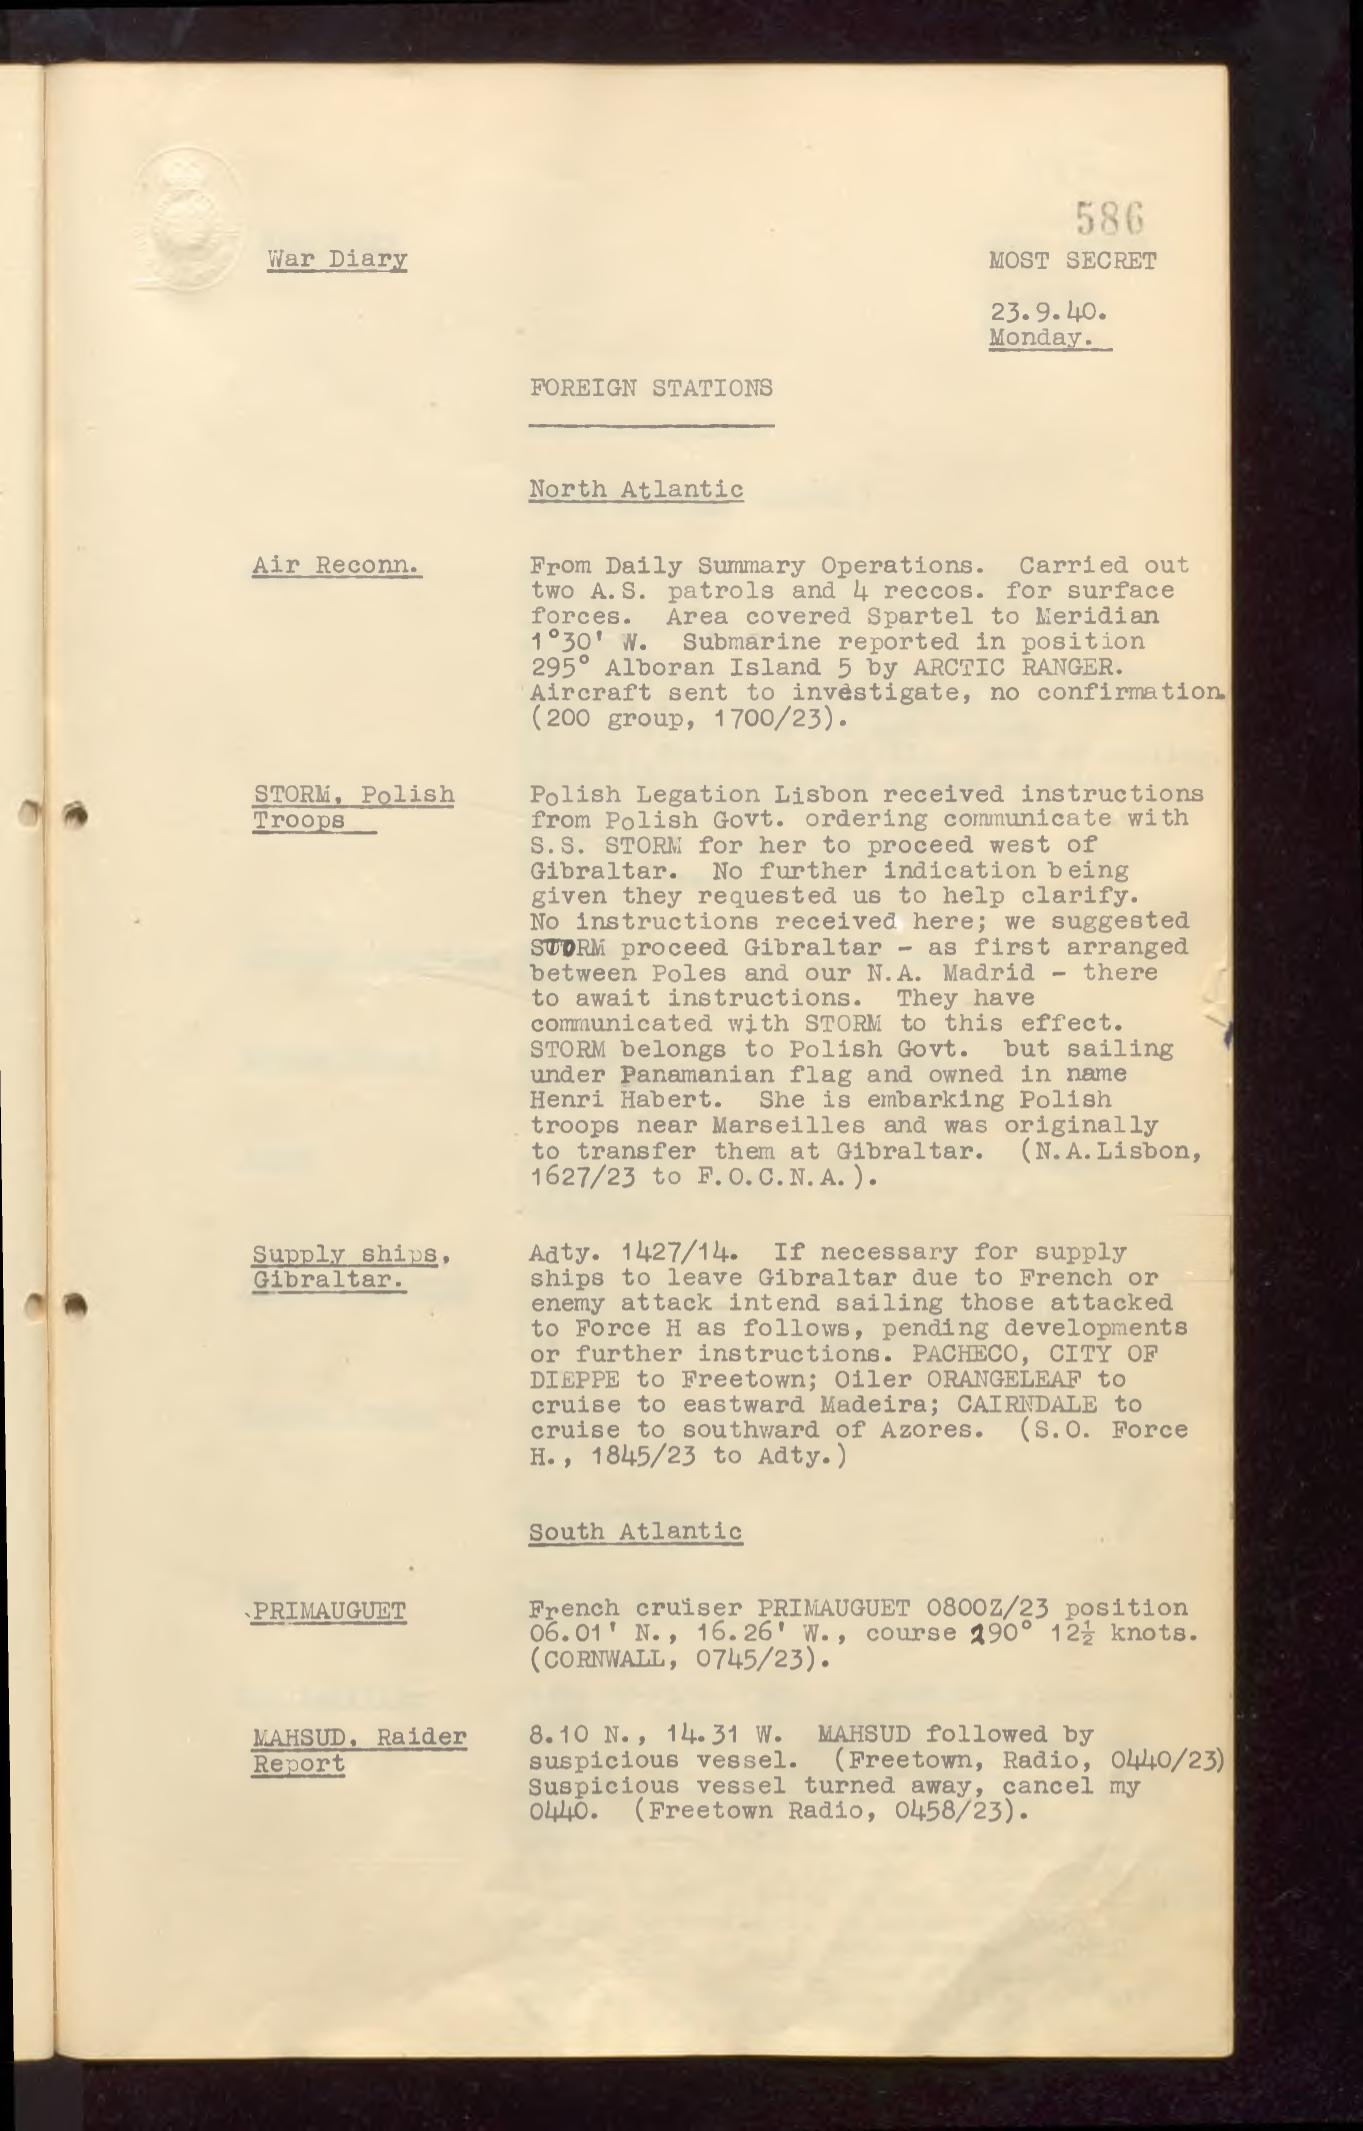 586
War Diary
MOST SECRET
23.9.40.
Monday.
FOREIGN STATIONS
North Atlantic
Air Reconn.
From Daily Summary Operations. Carried out
two A.S. patrols and 4 reccos. for surface
forces. Area covered Spartel to Meridian
1°30' W. Submarine reported in position
295° Alboran Island 5 by ARCTIC RANGER.
Aircraft sent to investigate, no confirmation.
(200 group, 1700/23).
STORM, Polish
Troops
Polish Legation Lisbon received instructions
from Polish Govt. ordering communicate with
S.S. STORM for her to proceed west of
Gibraltar. No further indication being
given they requested us to help clarify.
No instructions received here; we suggested
STORM proceed Gibraltar - as first arranged
between Poles and our N.A. Madrid - there
to await instructions. They have
communicated with STORM to this effect.
STORM belongs to Polish Govt. but sailing
under Panamanian flag and owned in name
Henri Habert. She is embarking Polish
troops near Marseilles and was originally
to transfer them at Gibraltar. (N.A.Lisbon,
1627/23 to F.O.C.N.A.).
Supply ships,
Gibraltar.
Adty. 1427/14. If necessary for supply
ships to leave Gibraltar due to French or
enemy attack intend sailing those attacked
to Force H as follows, pending developments
or further instructions. PACHECO, CITY OF
DIEPPE to Freetown; Oiler ORANGELEAF to
cruise to eastward Madeira; CAIRNDALE to
cruise to southward of Azores. (S.O. Force
H., 1845/23 to Adty.)
South Atlantic
PRIMAUGUET
French cruiser PRIMAUGUET 0800Z/23 position
06.01' N., 16.26' W., course 290° 12½ knots.
(CORNWALL, 0745/23).
MAHSUD, Raider
Report
8.10 N., 14.31 W. MAHSUD followed by
suspicious vessel. (Freetown, Radio, 0440/23)
Suspicious vessel turned away, cancel my
0440. (Freetown Radio, 0458/23).